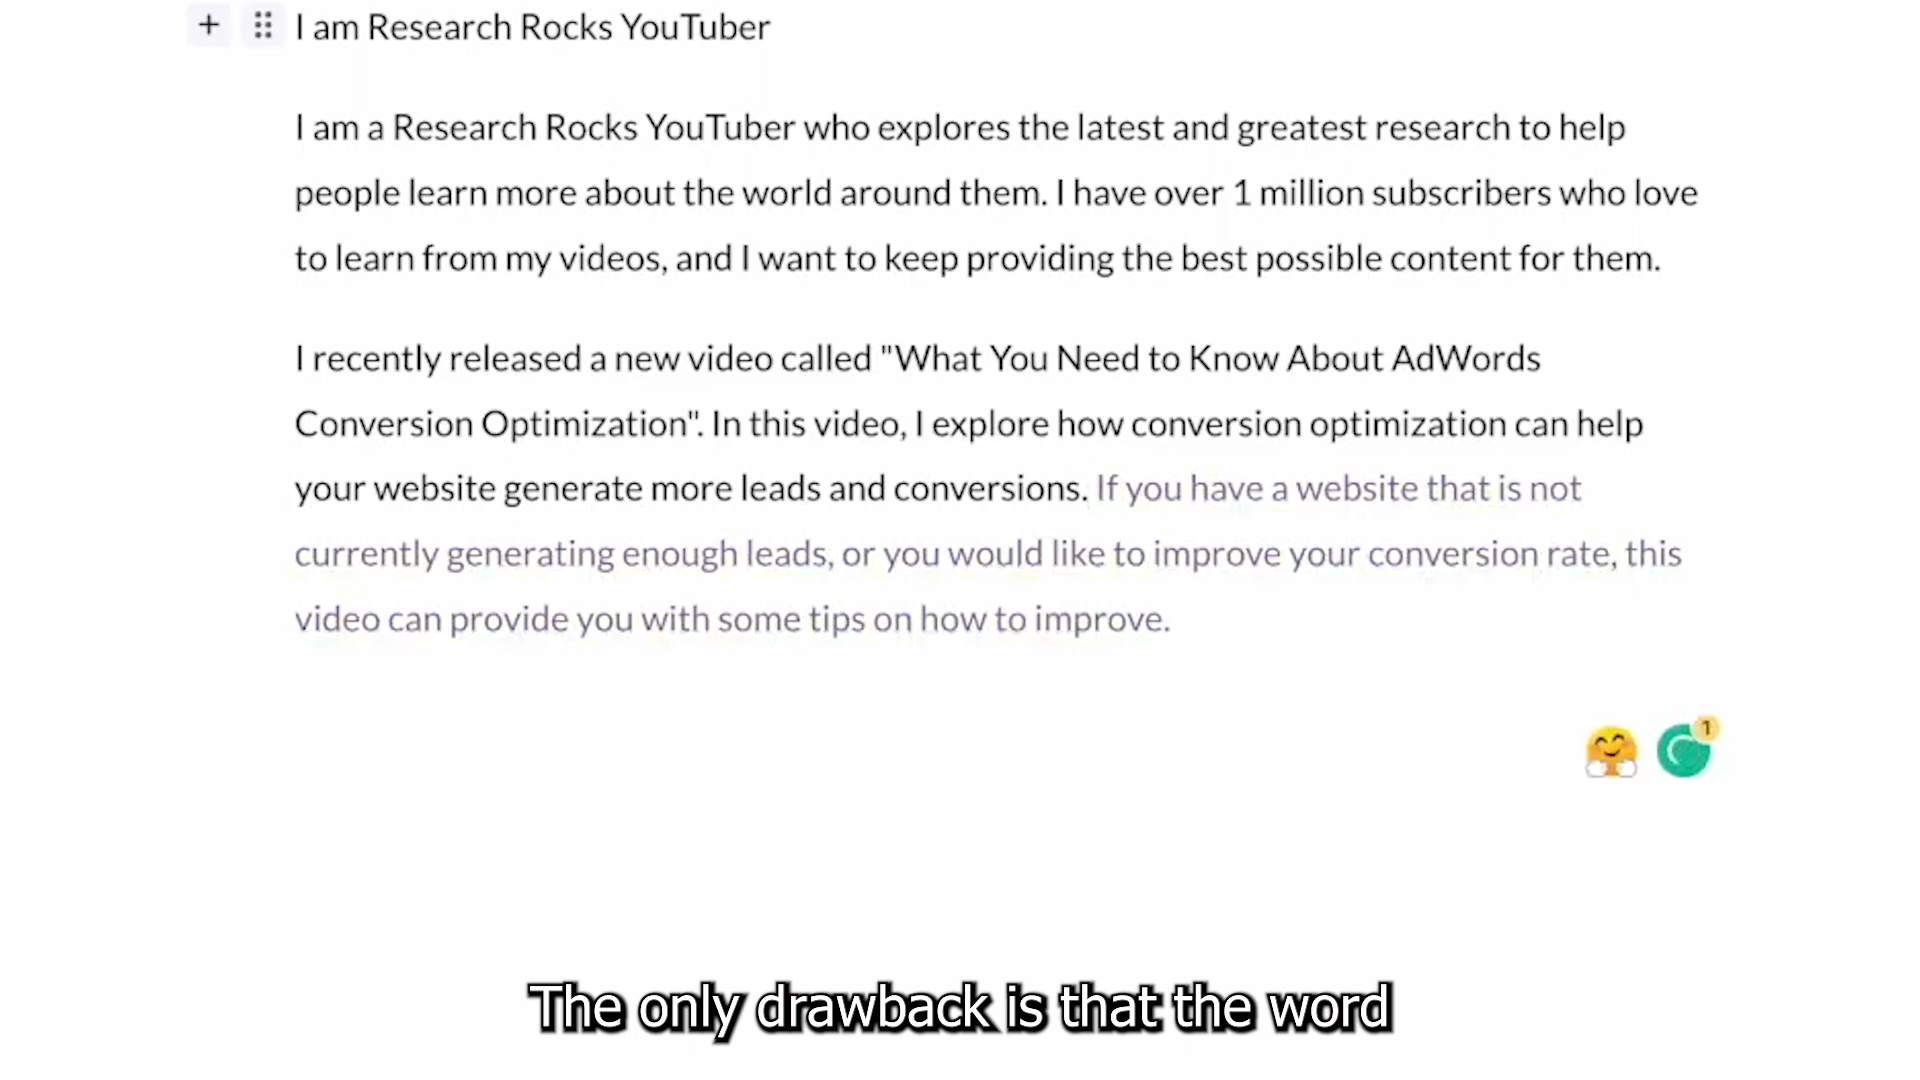 I am Research Rocks YouTuber
I am a Research Rocks YouTuber who explores the latest and greatest research to help
people learn more about the world around them. I have over 1 million subscribers who love
to learn from my videos, and I want to keep providing the best possible content for them.
I recently released a new video called "What You Need to Know About AdWords
Conversion Optimization". In this video, I explore how conversion optimization can help
your website generate more leads and conversions. If you have a website that is not
currently generating enough leads, or you would like to improve your conversion rate, this
video can provide you with some tips on how to improve.
1
The only drawback is that the word